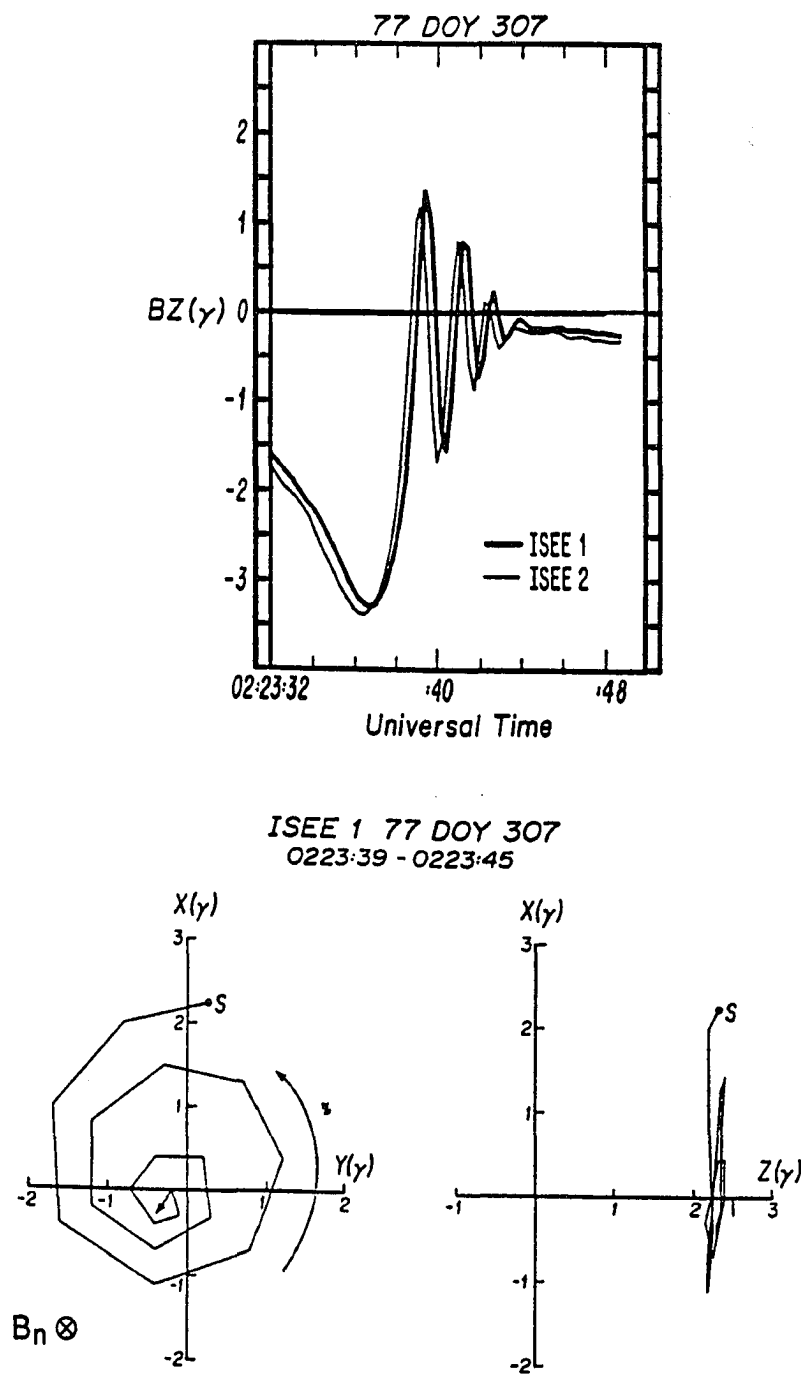 77 DOY 307
2
1
BZ(γ) 0
-1
-2
-3
ISEE 1
ISEE 2
02:23:32 :40 :48
Universal Time
ISEE 1 77 DOY 307
0223:39 - 0223:45
X(γ) X(γ)
3 3
S S
2 2
1 1
Y(γ) Z(γ)
-2 -1 1 2
-1 1 2 1 3
-1 -1
Bn ⊗
-2 -2